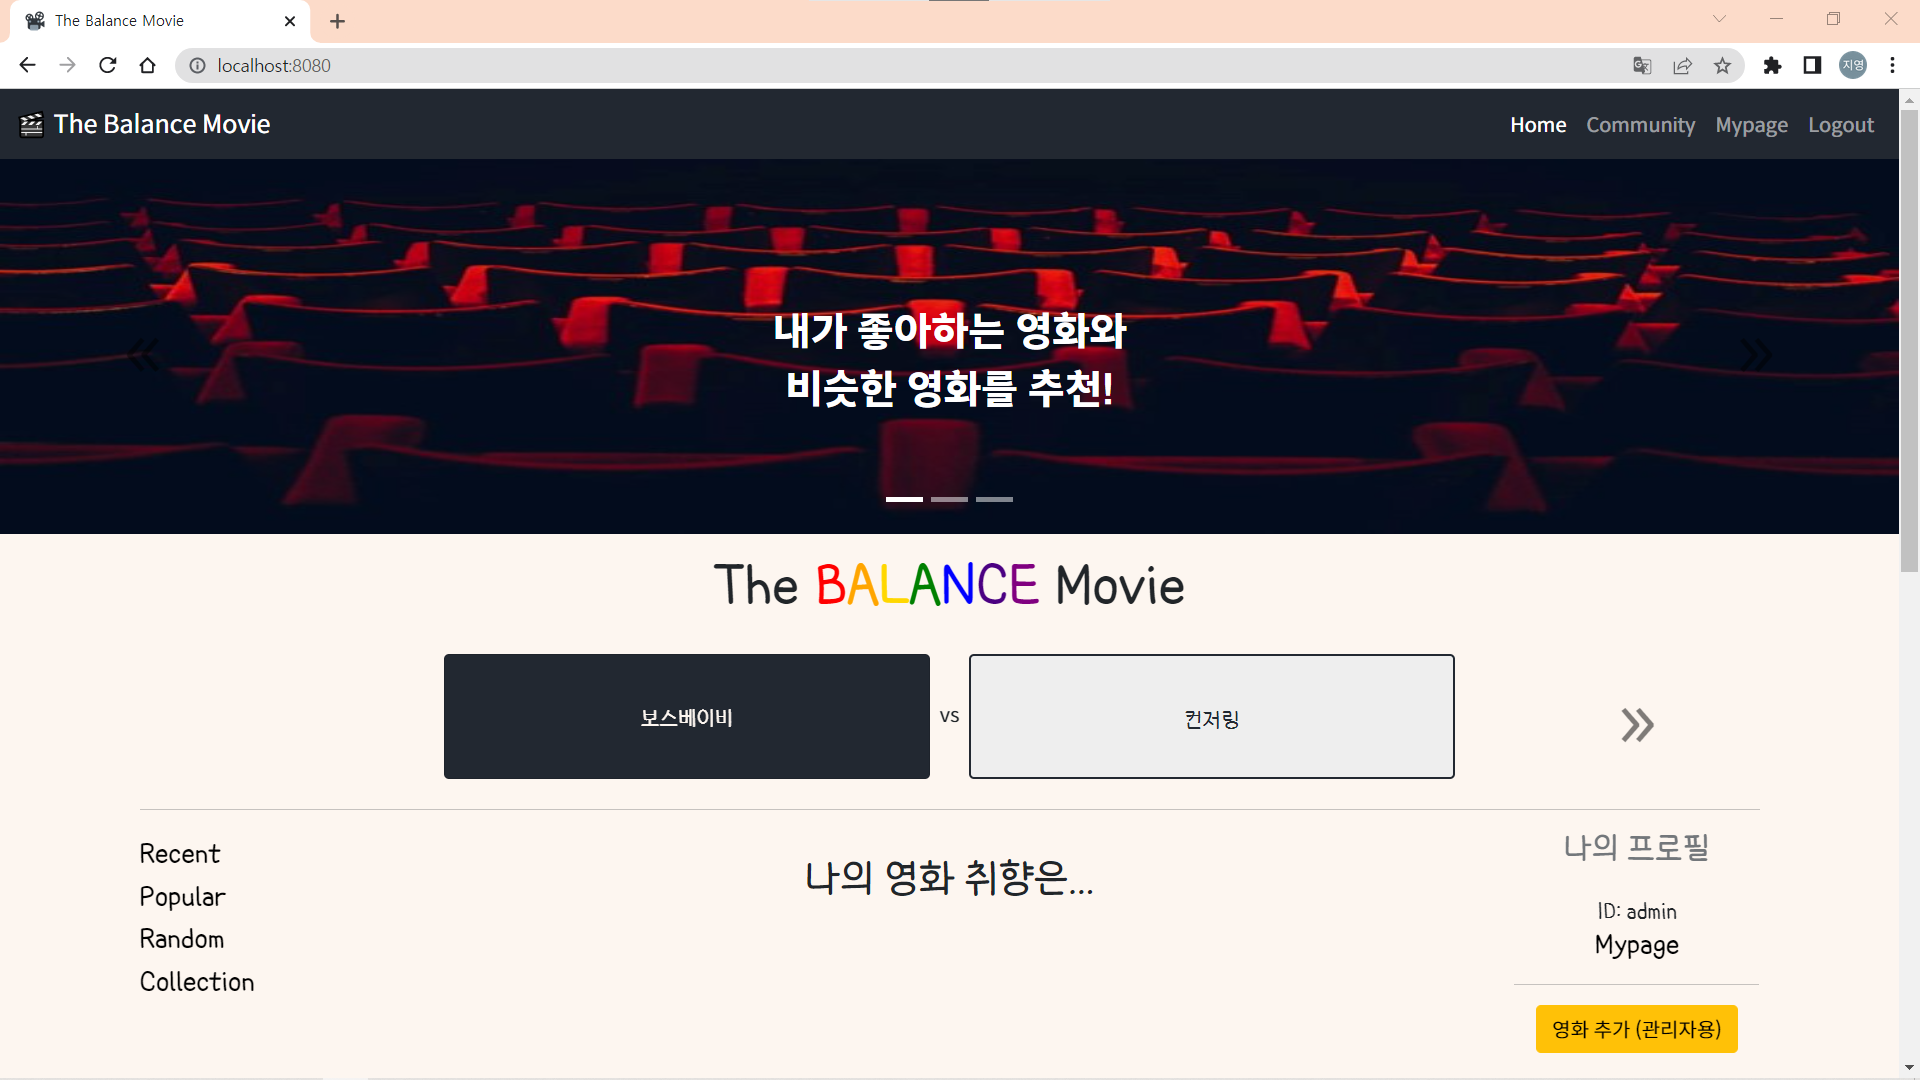 The Balance Movie
localhost:8080
지영
The Balance Movie
Home Community Mypage Logout
내가 좋아하는 영화와
비슷한 영화를 추천!
The BALANCE Movie
보스베이비 vs 컨저링
Recent
Popular
Random
Collection
나의 영화 취향은...
나의 프로필
ID: admin
Mypage
영화 추가 (관리자용)